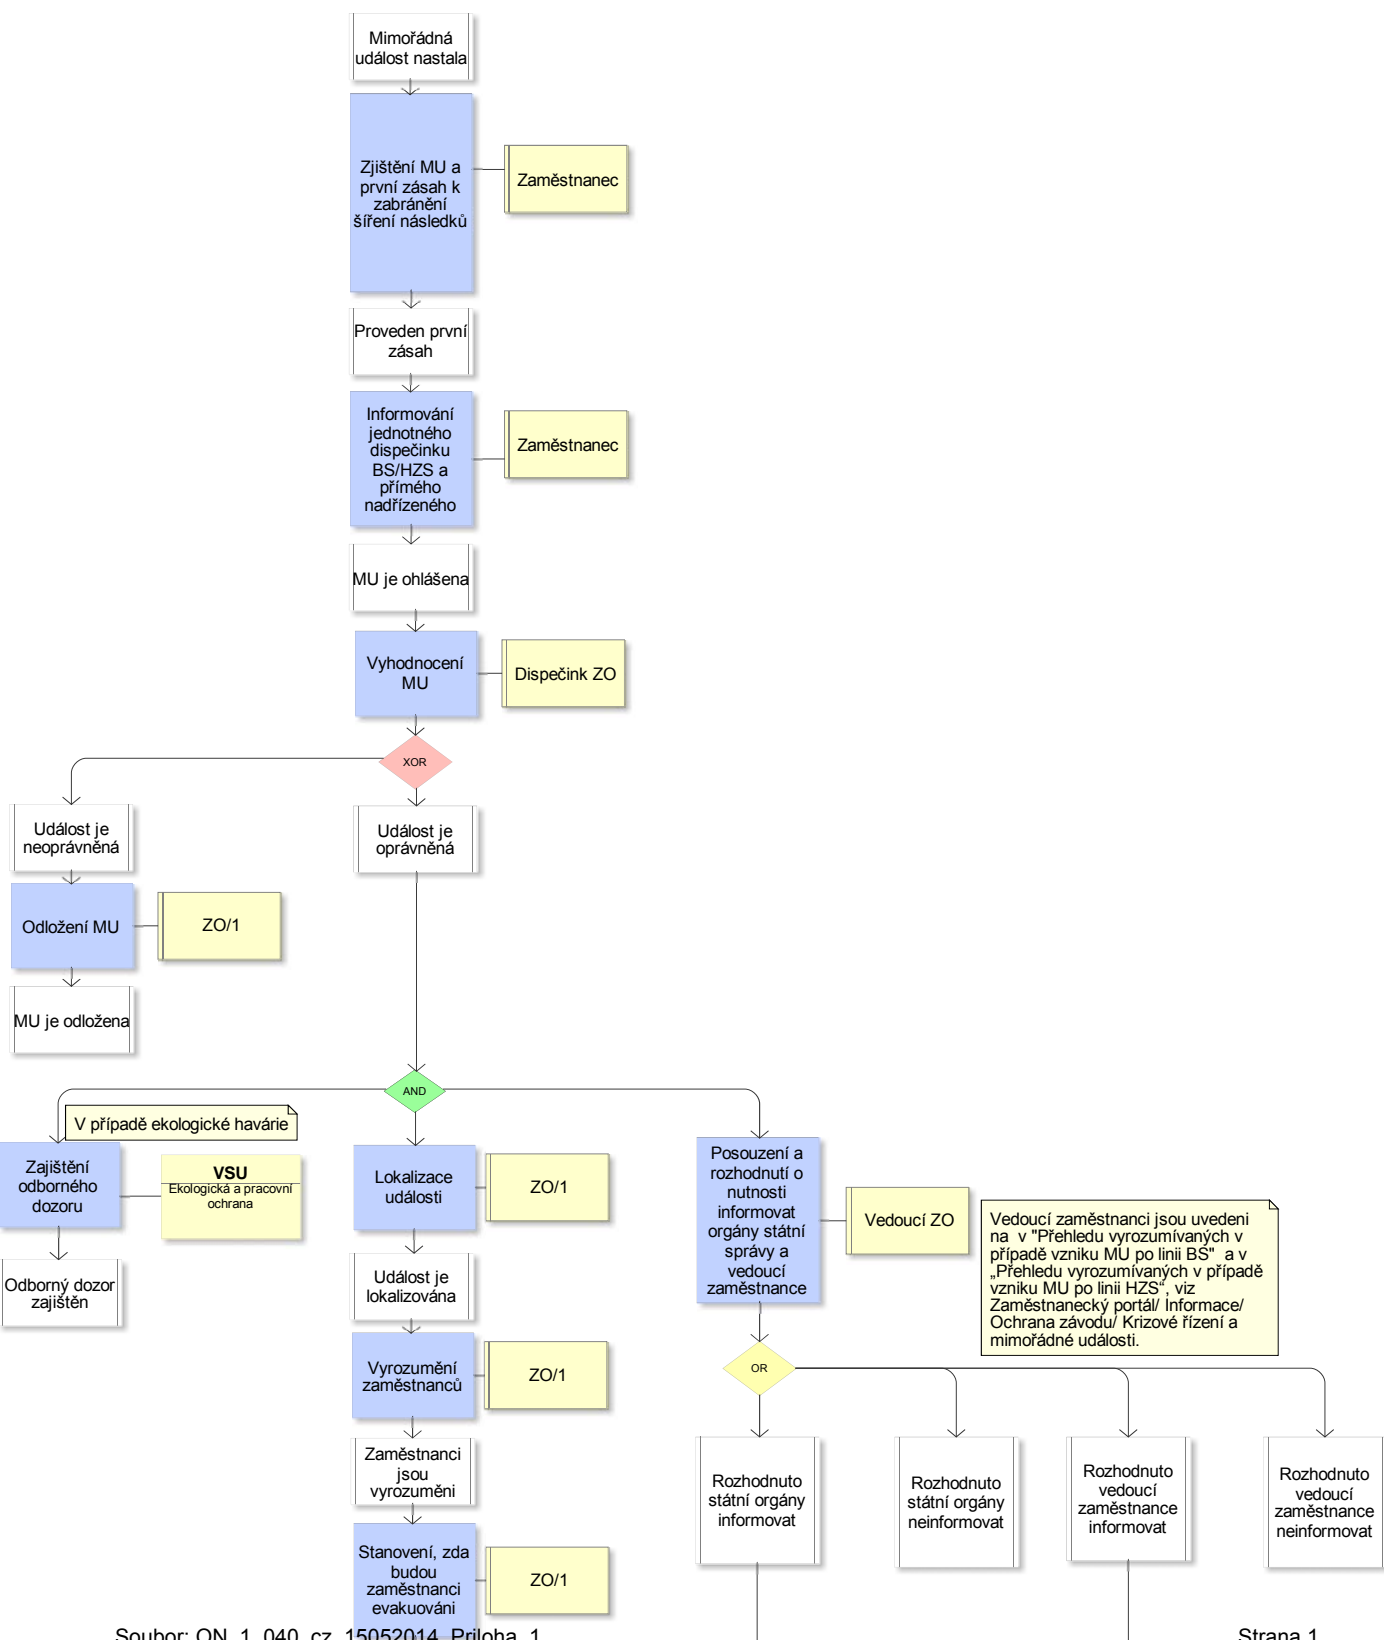 Mimořádná
událost nastala
Zjištění MU a
první zásah k
zabránění
šíření následků
Zaměstnanec
Proveden první
zásah
Informování
jednotného
dispečinku
BS/HZS a
přímého
nadřízeného
Zaměstnanec
MU je ohlášena
Vyhodnocení
MU
Dispečink ZO
XOR
Událost je
neoprávněná
Událost je
oprávněná
Odložení MU
ZO/1
MU je odložena
AND
V případě ekologické havárie
Zajištění
odborného
dozoru
VSU
Ekologická a pracovní
ochrana
Odborný dozor
zajištěn
Lokalizace
události
ZO/1
Událost je
lokalizována
Vyrozumění
zaměstnanců
ZO/1
Zaměstnanci
jsou
vyrozuměni
Stanovení, zda
budou
zaměstnanci
evakuováni
ZO/1
Posouzení a
rozhodnutí o
nutnosti
informovat
orgány státní
správy a
vedoucí
zaměstnance
Vedoucí ZO
Vedoucí zaměstnanci jsou uvedeni
na v "Přehledu vyrozumívaných v
případě vzniku MU po linii BS" a v
„Přehledu vyrozumívaných v případě
vzniku MU po linii HZS“, viz
Zaměstnanecký portál/ Informace/
Ochrana závodu/ Krizové řízení a
mimořádné události.
OR
Rozhodnuto
státní orgány
informovat
Rozhodnuto
státní orgány
neinformovat
Rozhodnuto
vedoucí
zaměstnance
informovat
Rozhodnuto
vedoucí
zaměstnance
neinformovat
Soubor: ON_1_040_cz_15052014_Priloha_1
Strana 1